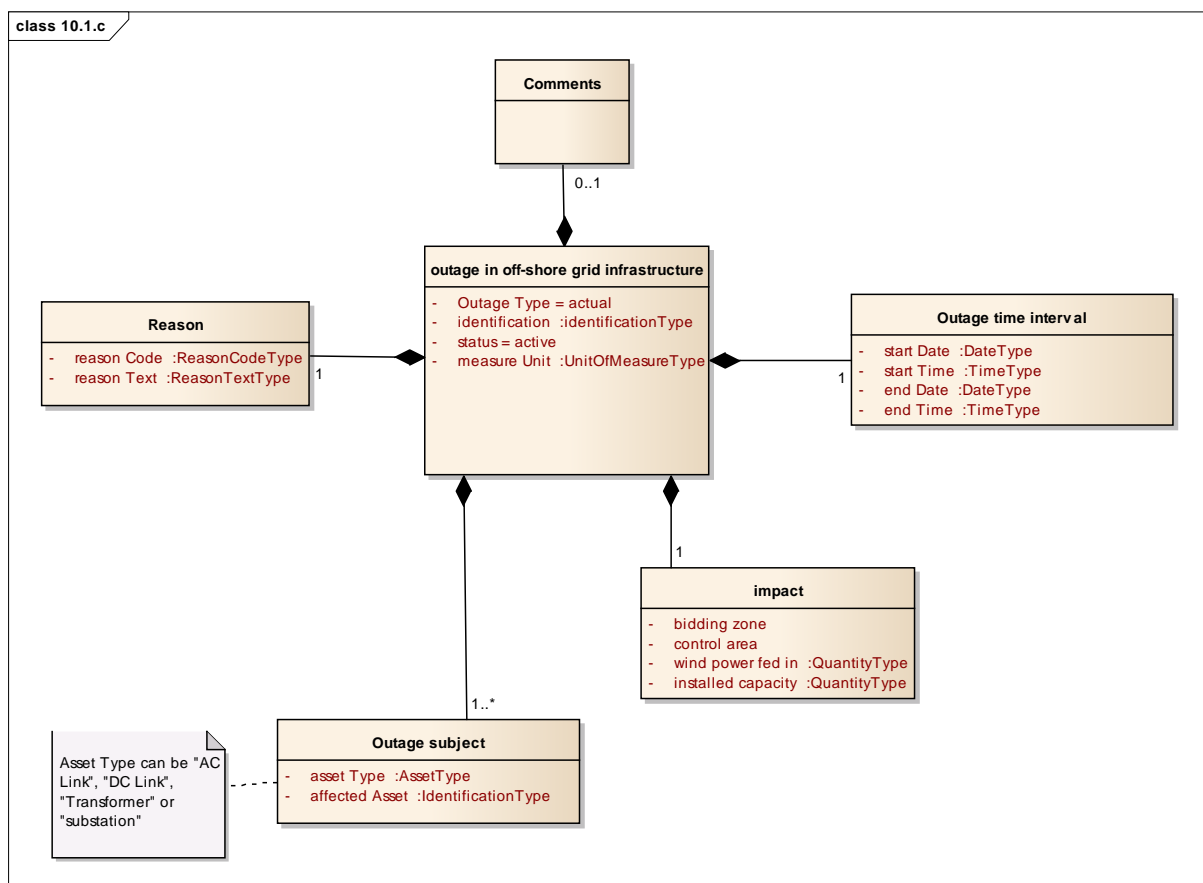 class 10.1.c
Comments
0..1
outage in off-shore grid infrastructure
- Outage Type = actual
- identification :identificationType
- status = active
- measure Unit :UnitOfMeasureType
Reason
- reason Code :ReasonCodeType
- reason Text :ReasonTextType
1
Outage time interval
- start Date :DateType
- start Time :TimeType
- end Date :DateType
- end Time :TimeType
1
1
impact
- bidding zone
- control area
- wind power fed in :QuantityType
- installed capacity :QuantityType
1..*
Outage subject
- asset Type :AssetType
- affected Asset :IdentificationType
Asset Type can be "AC
Link", "DC Link",
"Transformer" or
"substation"